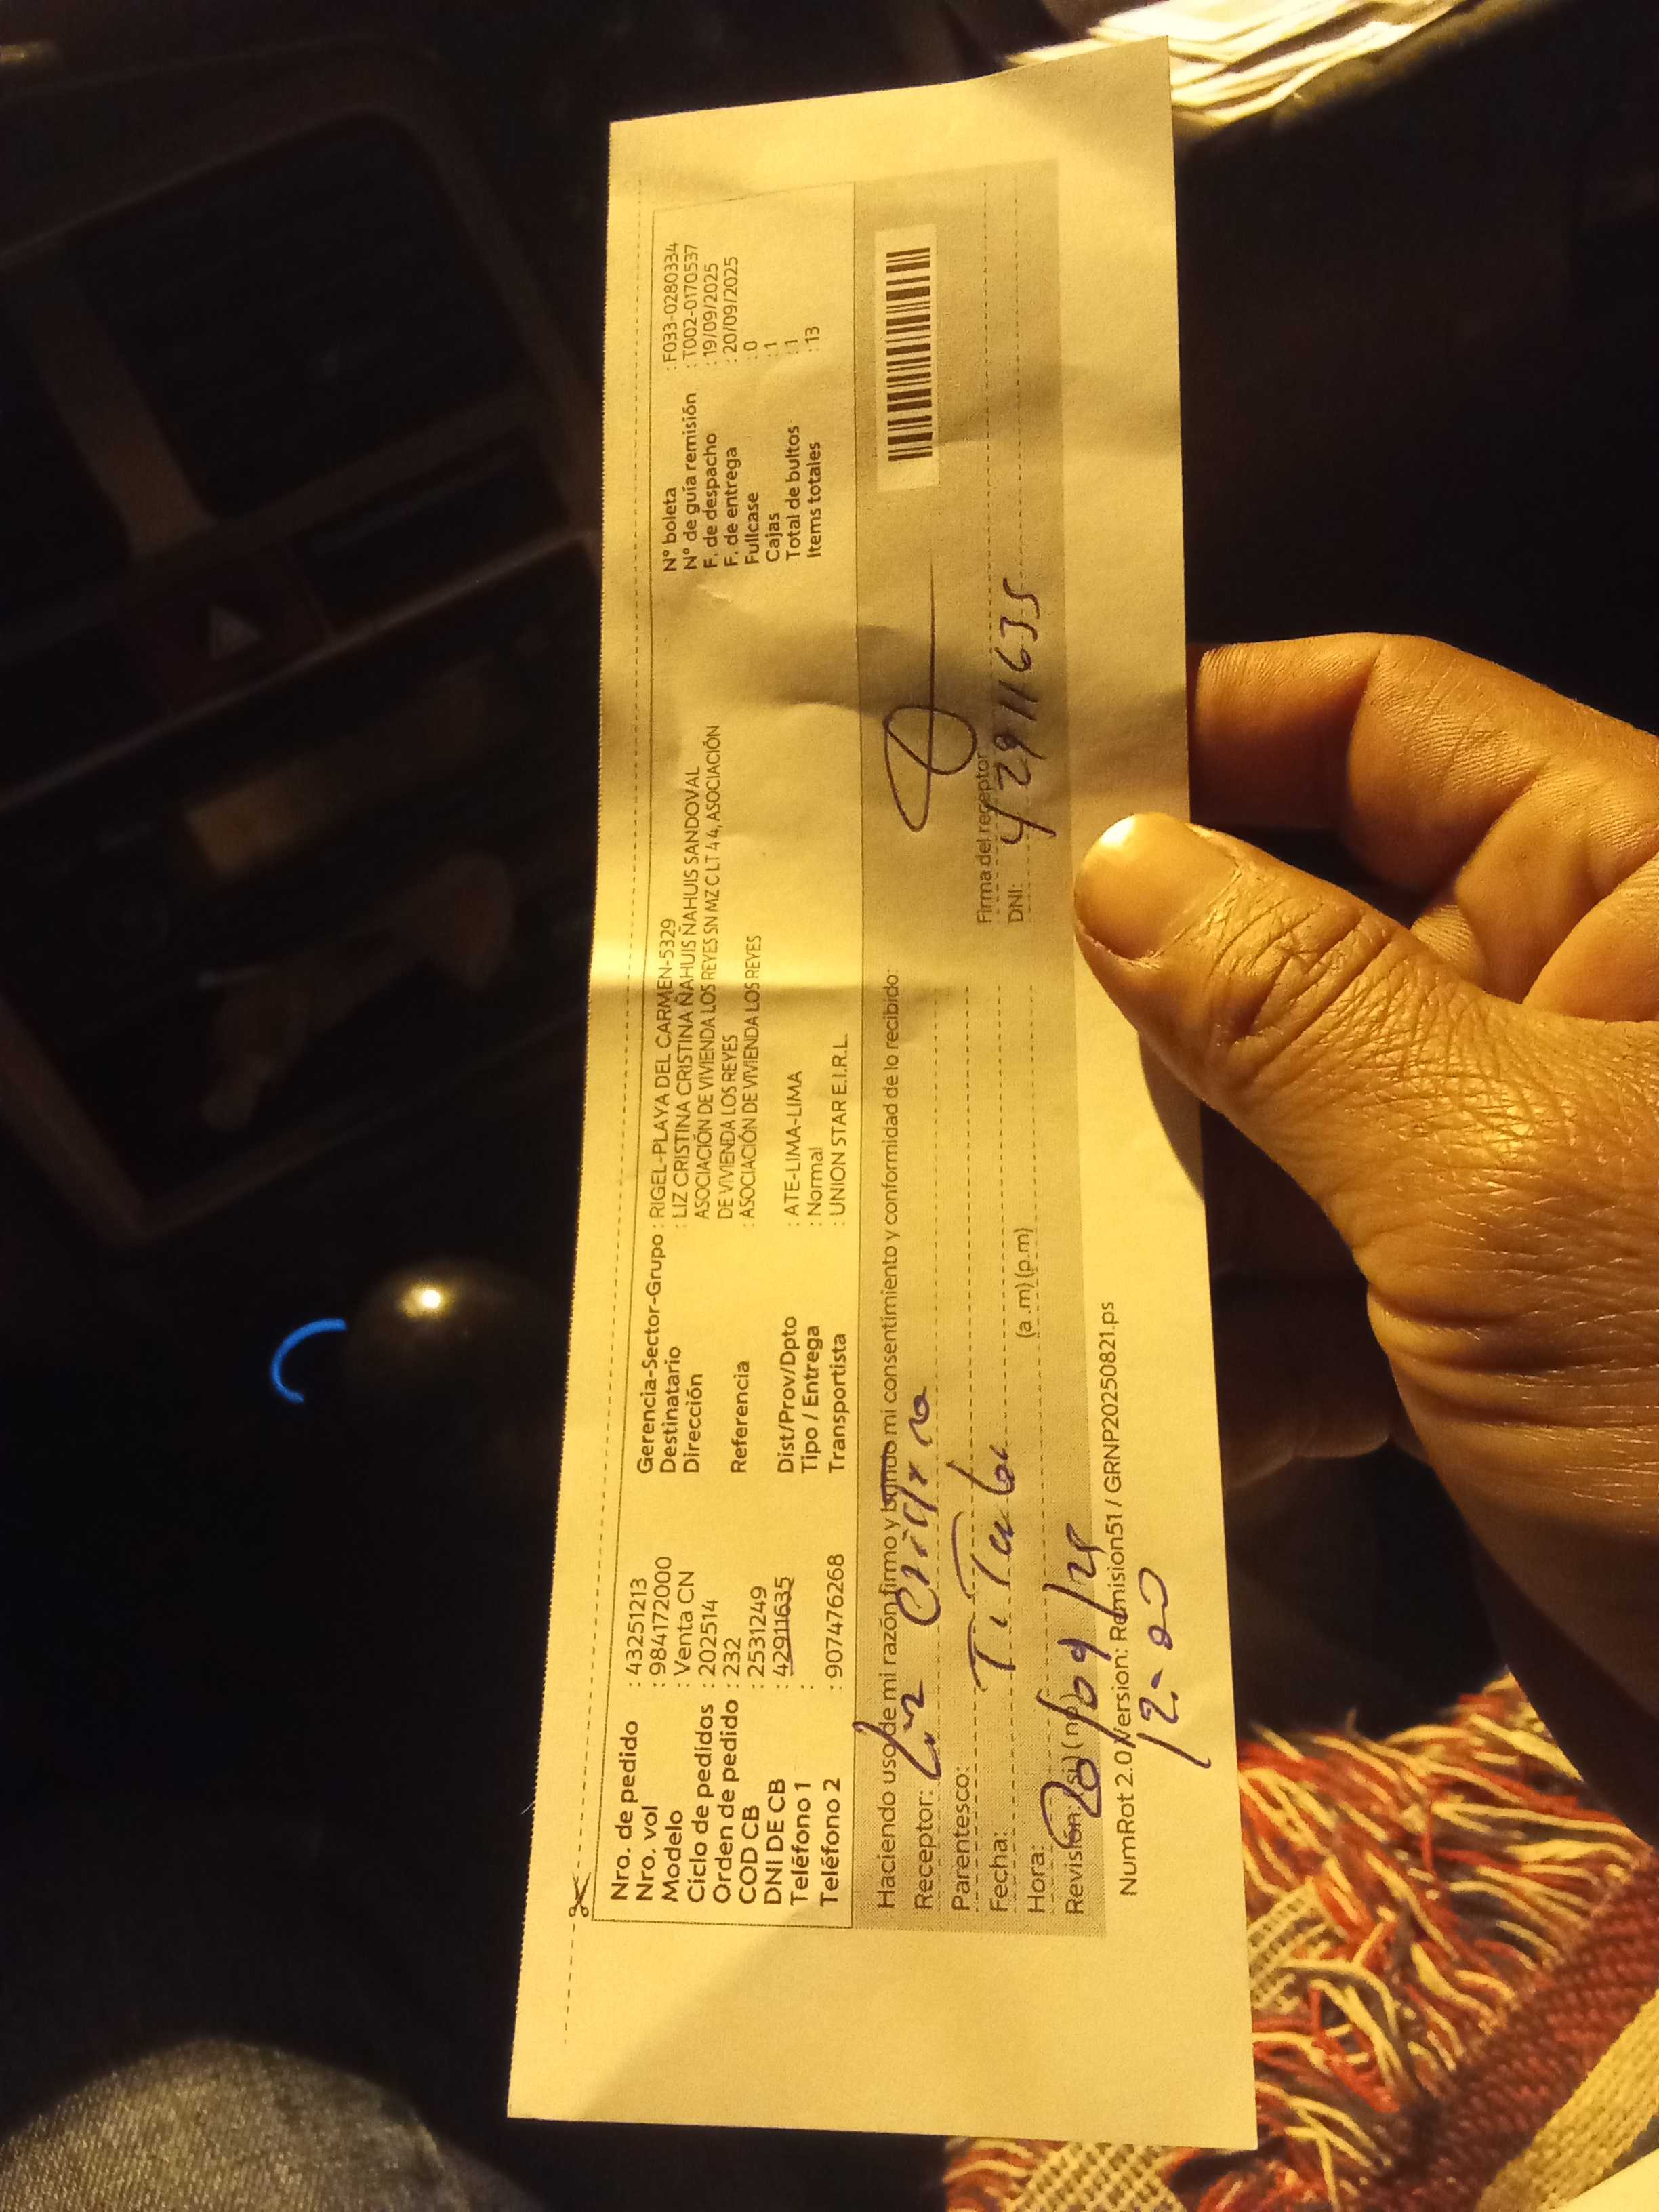 Nro. de pedido : 43251213
Nro. vol : 984172000
Modelo : Venta CN
Ciclo de pedidos : 202514
Orden de pedido : 232
COD CB : 2531249
DNI DE CB : 42911635
Teléfono 1 :
Teléfono 2 : 907476268
Gerencia-Sector-Grupo : RIGEL-PLAYA DEL CARMEN-5329
Destinatario : LIZ CRISTINA CRISTINA ÑAHUIS ÑAHUIS SANDOVAL
Dirección ASOCIACIÓN DE VIVIENDA LOS REYES SN MZ C LT 4 4, ASOCIACIÓN
DE VIVIENDA LOS REYES
Referencia : ASOCIACIÓN DE VIVIENDA LOS REYES
Dist/Prov/Dpto : ATE-LIMA-LIMA
Tipo / Entrega : Normal
Transportista : UNION STAR E.I.R.L.
N° boleta : F033-0280334
N° de guía remisión : T002-0170537
F. de despacho : 19/09/2025
F. de entrega : 20/09/2025
Fullcase : 0
Cajas : 1
Total de bultos : 1
Items totales : 13
Haciendo uso de mi razón firmo y brindo mi consentimiento y conformidad de lo recibido:
Receptor: Liz Cristina
Parentesco: Titular
Fecha: 20/09/25
Hora: (a .m) (p.m)
Revisión: (si) (no)
12-00
Firma del receptor
DNI: 42911635
NumRot 2.0 Version: Remision51 / GRNP20250821.ps